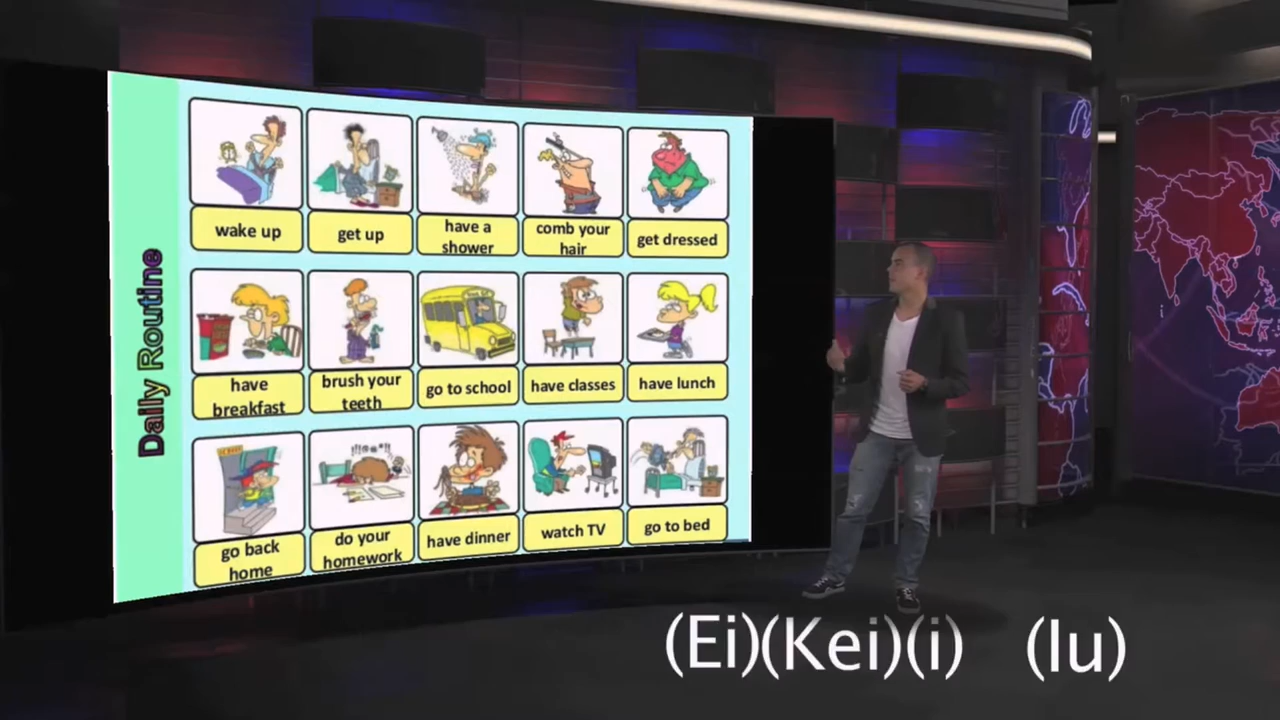 Daily Routine
wake up
get up
have a
shower
comb your
hair
get dressed
have
breakfast
brush your
teeth
go to school
have classes
have lunch
go back
home
!!!@*!!
do your
homework
have dinner
watch TV
go to bed
(Ei)(Kei)(i) (Iu)